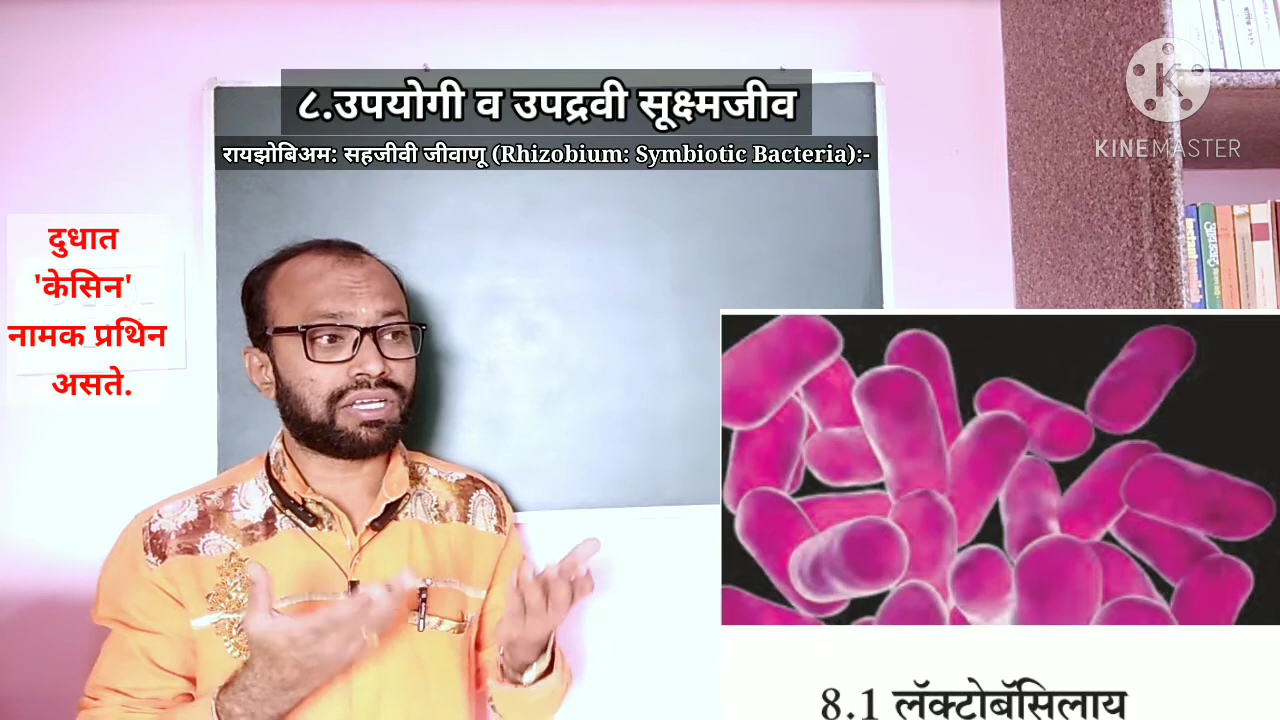 ८.उपयोगी व उपद्रवी सूक्ष्मजीव
रायझोबिअम: सहजीवी जीवाणू (Rhizobium: Symbiotic Bacteria):-
KINEMASTER
दुधात
'केसिन'
नामक प्रथिन
असते.
8.1 लॅक्टोबॅसिलाय